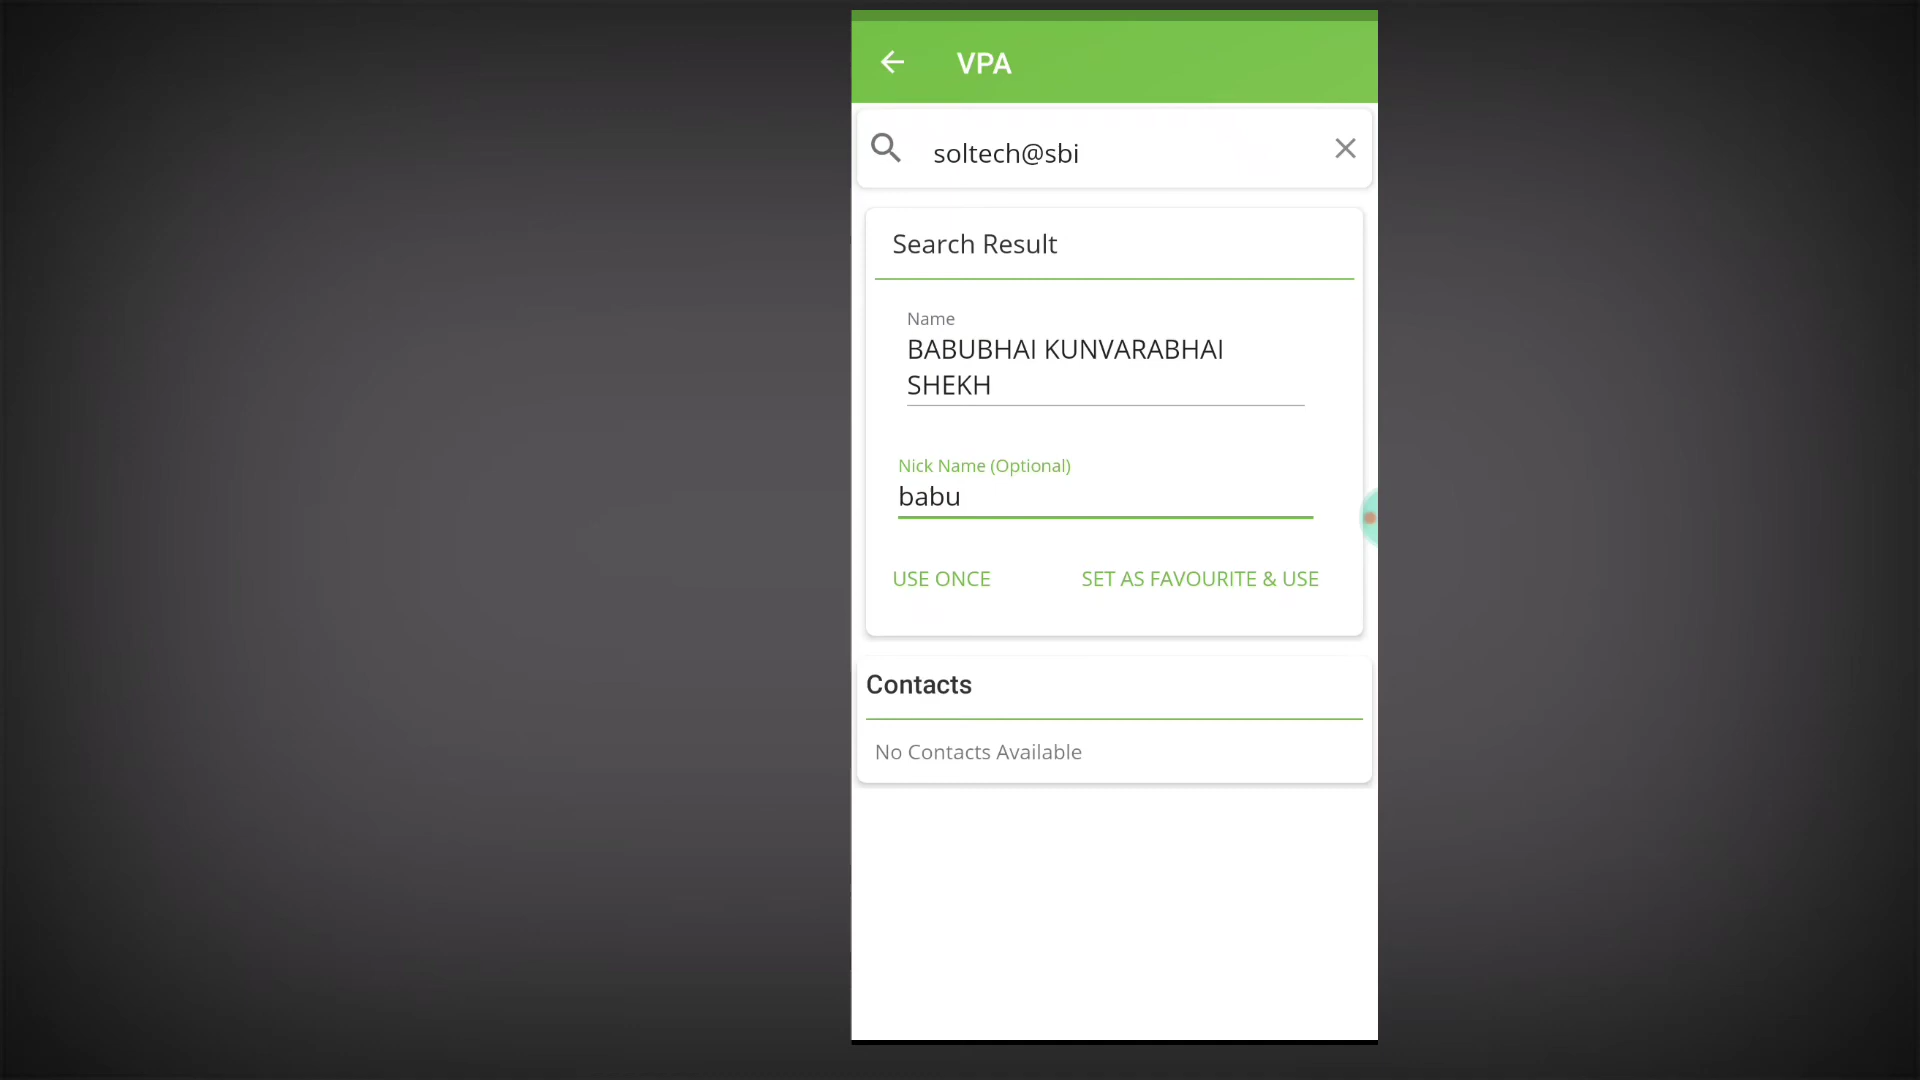 VPA
soltech@sbi
Search Result
Name
BABUBHAI KUNVARABHAI
SHEKH
Nick Name (Optional)
babu
USE ONCE SET AS FAVOURITE & USE
Contacts
No Contacts Available